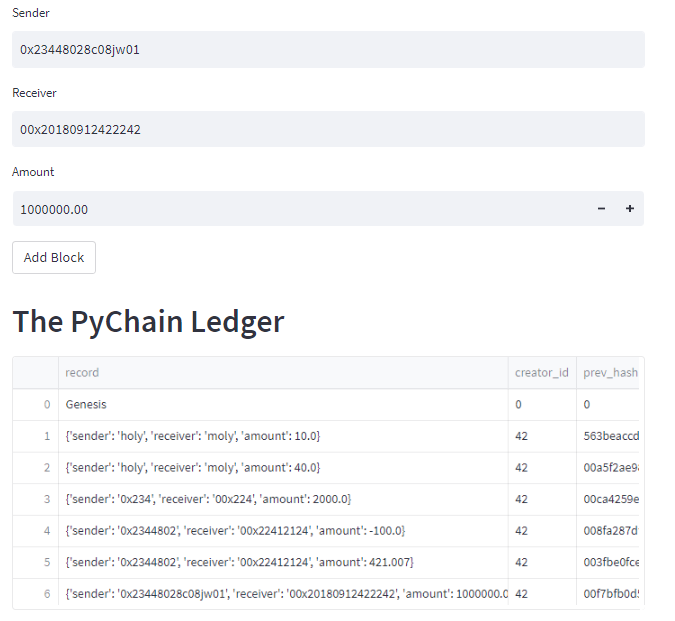 Sender
0x23448028c08jw01
Receiver
00x20180912422242
Amount
1000000.00 − +
Add Block
The PyChain Ledger
record creator_id prev_hash
0 Genesis 0 0
1 {'sender': 'holy', 'receiver': 'moly', 'amount': 10.0} 42 563beaccd
2 {'sender': 'holy', 'receiver': 'moly', 'amount': 40.0} 42 00a5f2ae9
3 {'sender': '0x234', 'receiver': '00x224', 'amount': 2000.0} 42 00ca4259e
4 {'sender': '0x2344802', 'receiver': '00x22412124', 'amount': -100.0} 42 008fa287d
5 {'sender': '0x2344802', 'receiver': '00x22412124', 'amount': 421.007} 42 003fbe0fce
6 {'sender': '0x23448028c08jw01', 'receiver': '00x20180912422242', 'amount': 1000000.0 42 00f7bfb0d